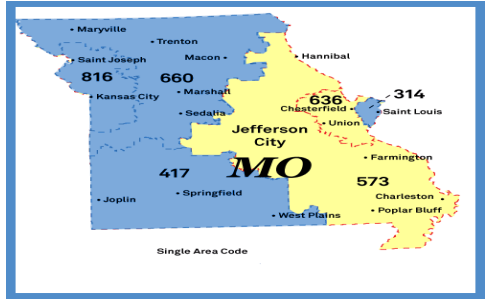 Maryville
Trenton
Macon
Hannibal
Saint Joseph
816
660
Kansas City
Marshall
636
314
Chesterfield
Saint Louis
Sedalia
Union
Jefferson
City
MO
Farmington
417
573
Springfield
Joplin
Charleston
Poplar Bluff
West Plains
Single Area Code